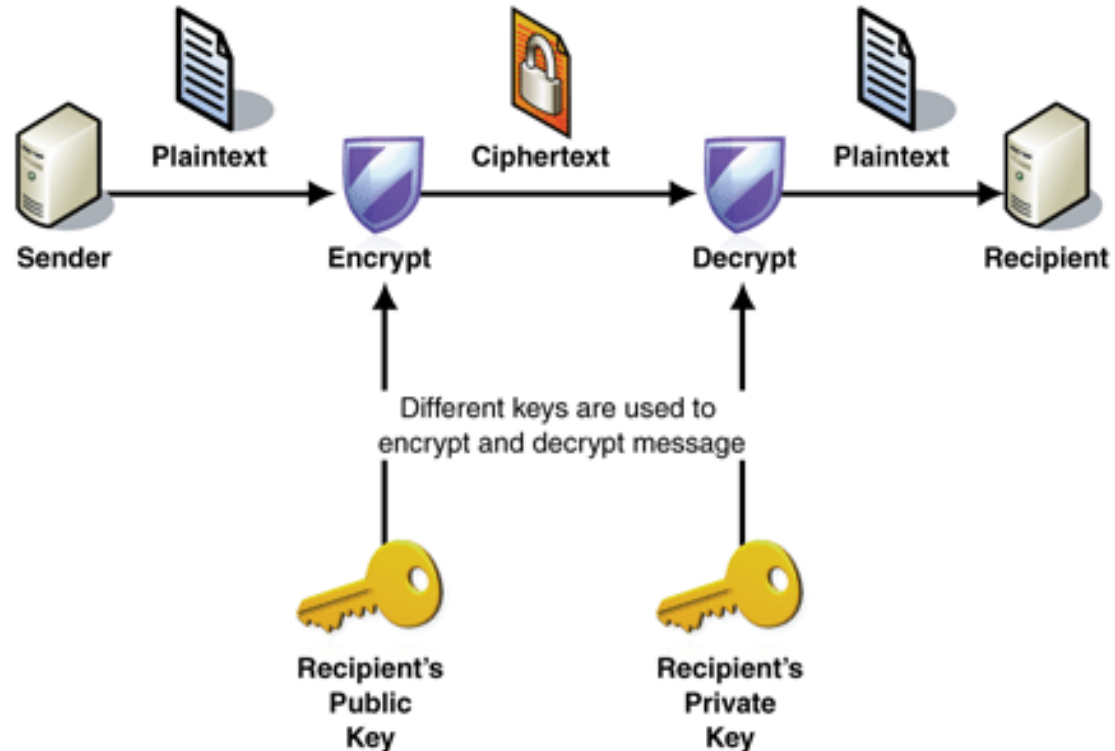 Plaintext
Ciphertext
Plaintext
Sender
Encrypt
Decrypt
Recipient
Different keys are used to
encrypt and decrypt message
Recipient's
Public
Key
Recipient's
Private
Key